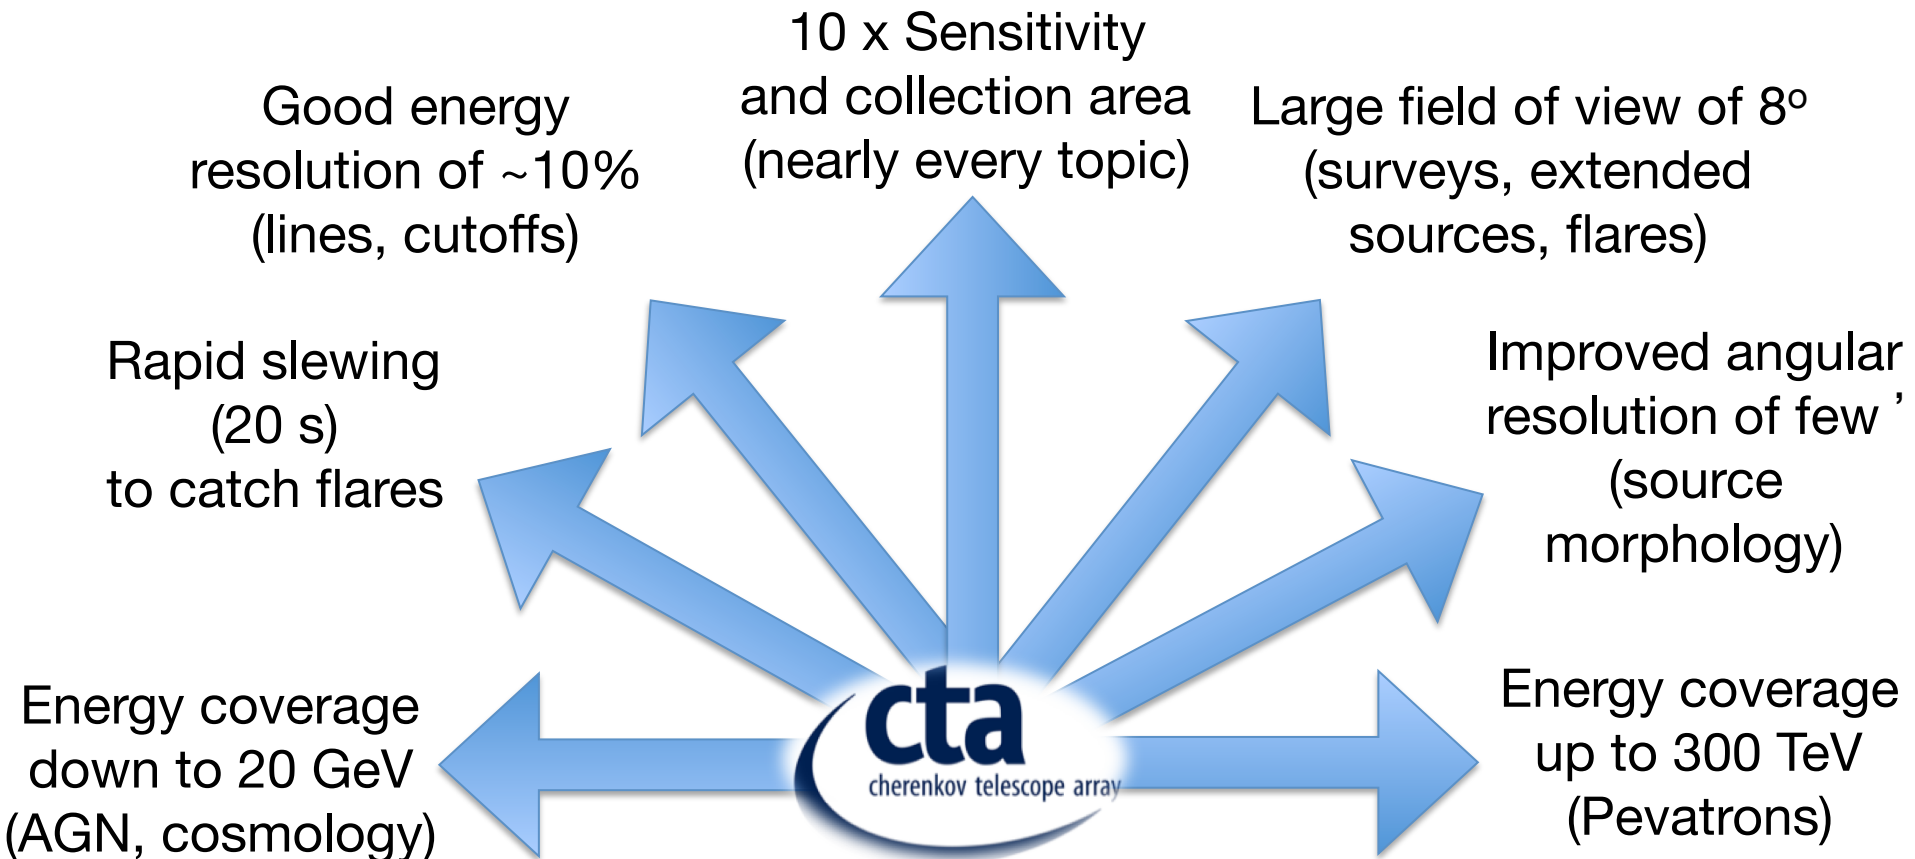 10 x Sensitivity
and collection area
(nearly every topic)
Good energy
resolution of ~10%
(lines, cutoffs)
Large field of view of 8º
(surveys, extended
sources, flares)
Rapid slewing
(20 s)
to catch flares
Improved angular
resolution of few ’
(source
morphology)
Energy coverage
down to 20 GeV
(AGN, cosmology)
cta
cherenkov telescope array
Energy coverage
up to 300 TeV
(Pevatrons)